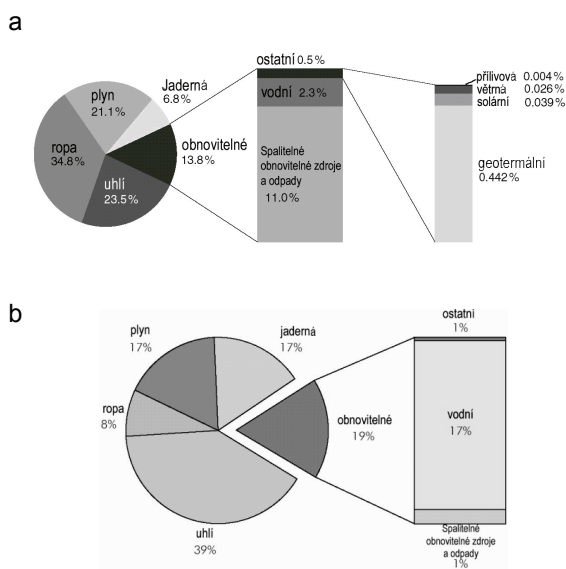 a
plyn
21.1%
Jaderná
6.8%
ropa
34.8%
uhlí
23.5%
obnovitelné
13.8%
ostatní 0.5%
vodní 2.3%
Spalitelné
obnovitelné zdroje
a odpady
11.0%
přílivová 0.004%
větrná 0.026%
solární 0.039%
geotermální
0.442%
b
plyn
17%
jaderná
17%
ropa
8%
uhlí
39%
obnovitelné
19%
ostatní
1%
vodní
17%
Spalitelné
obnovitelné zdroje
a odpady
1%